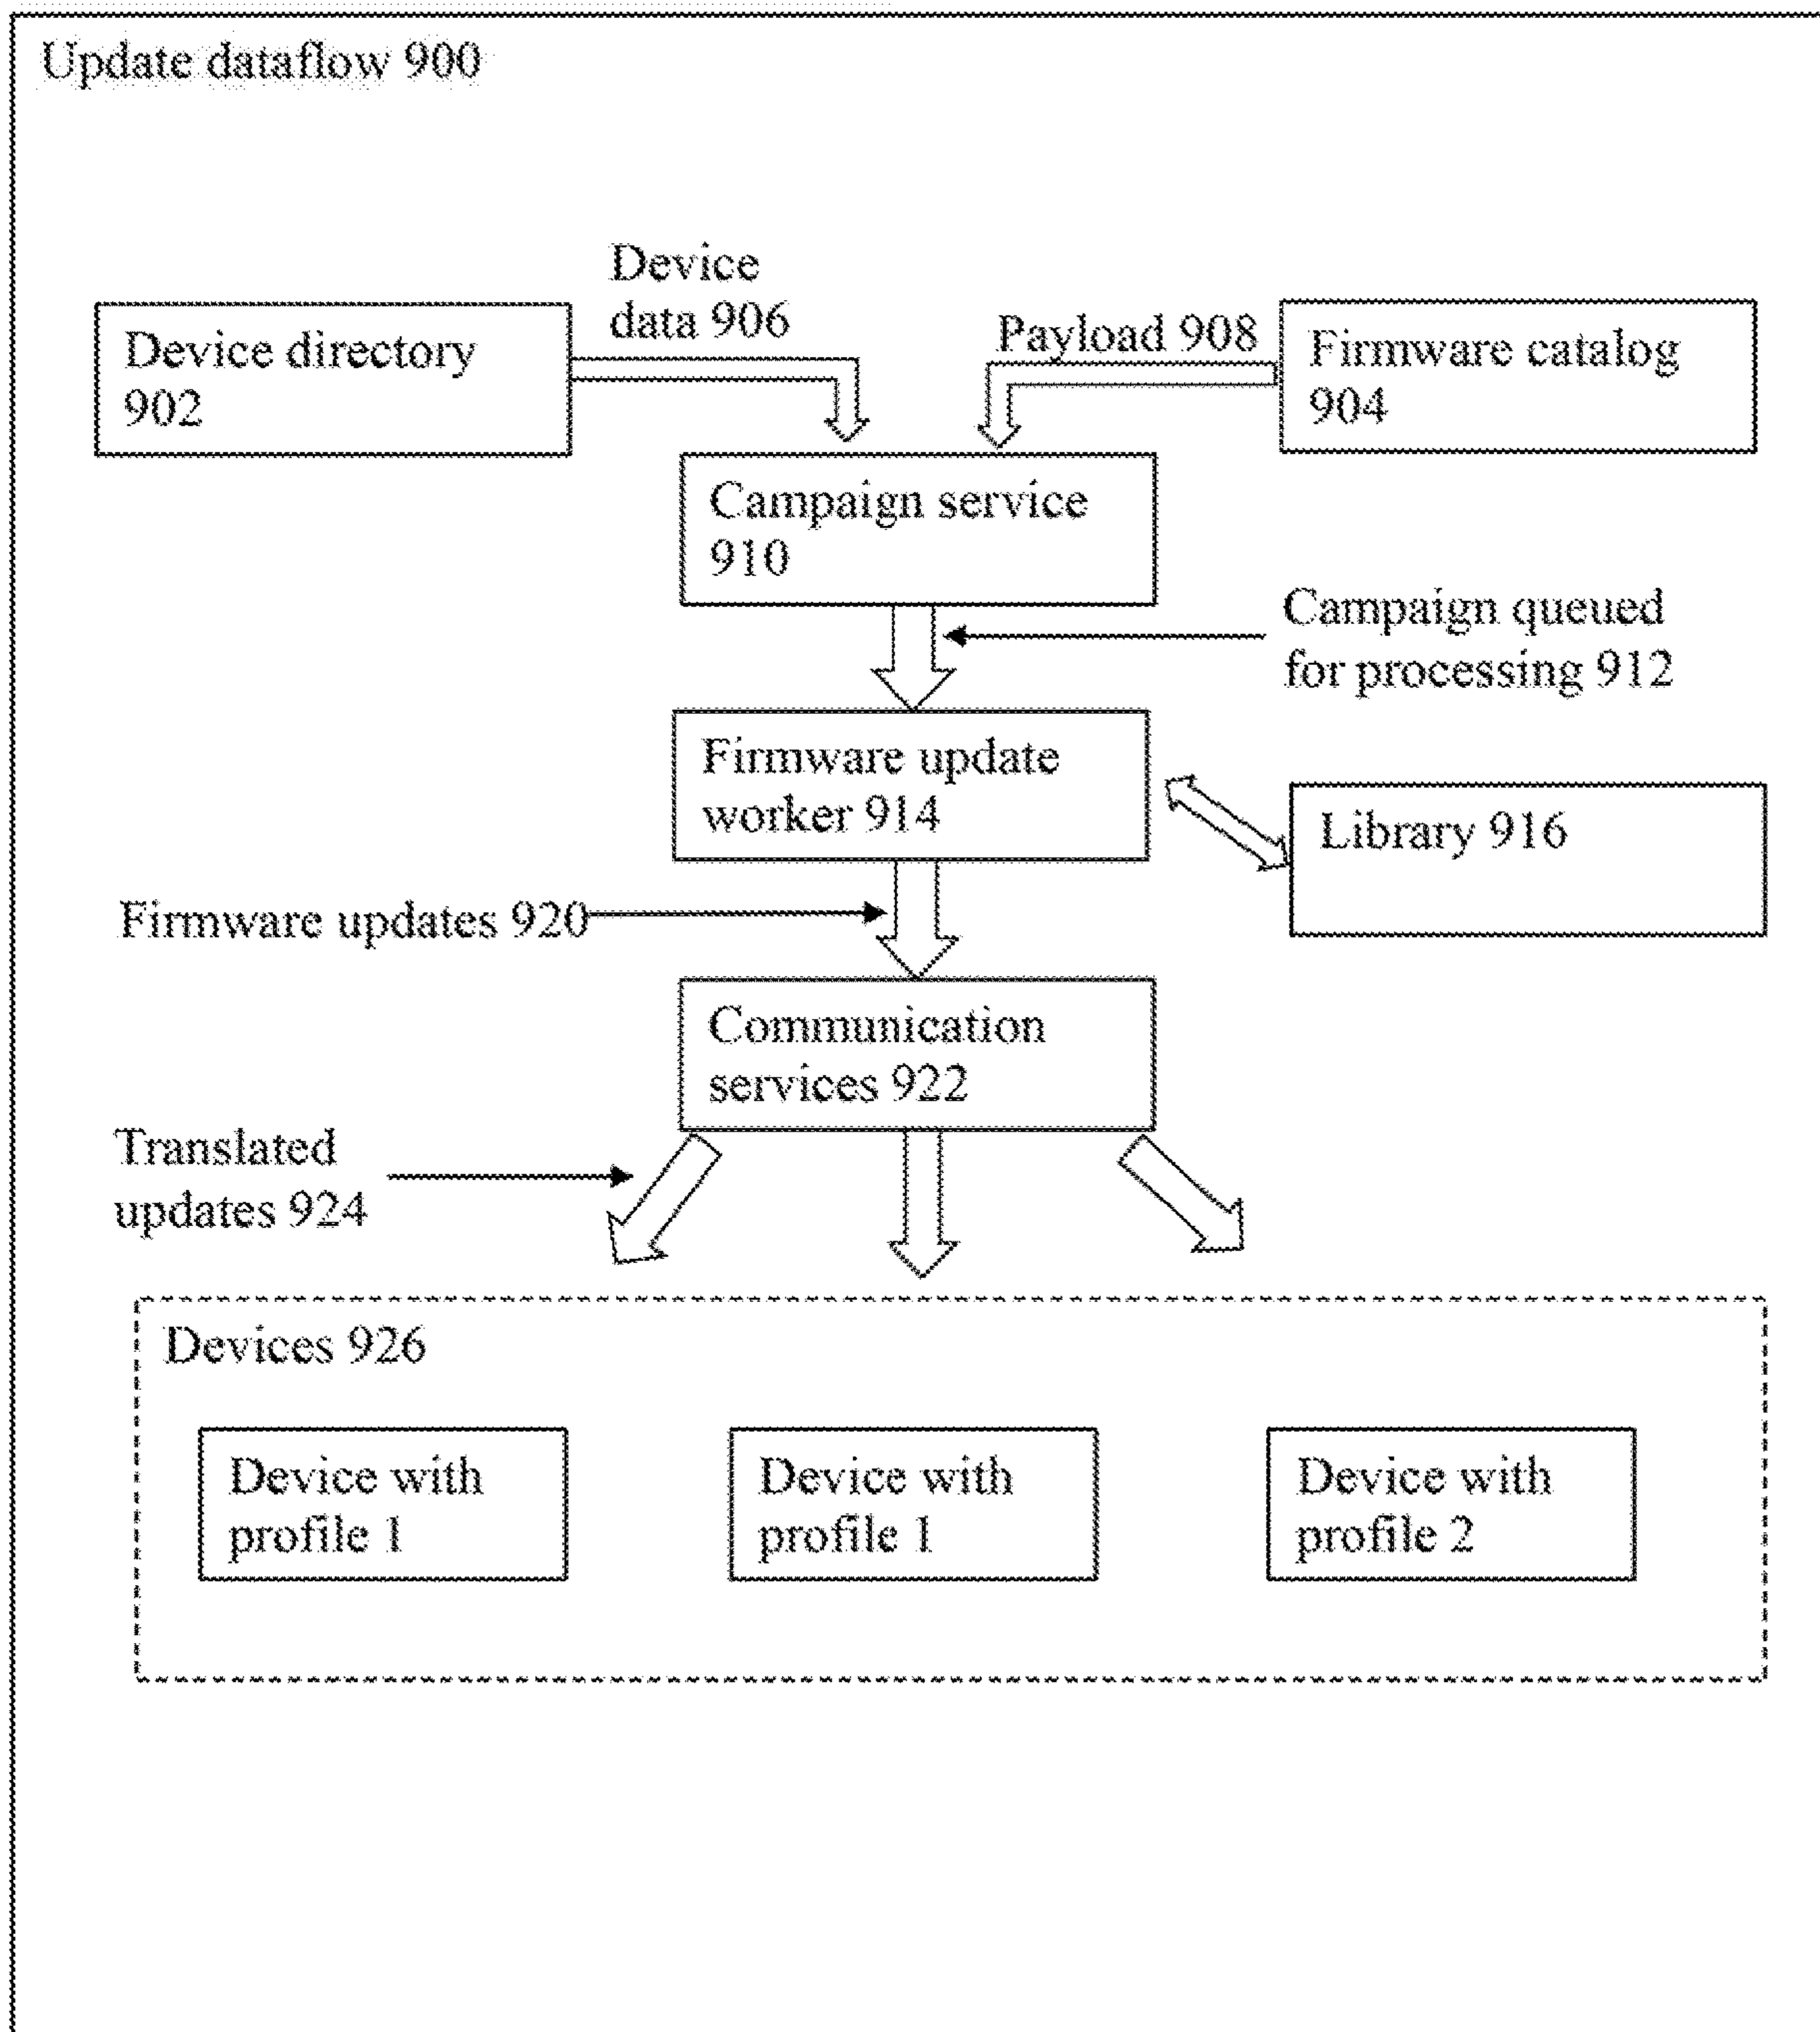 Update dataflow 900
Device
data 906
Device directory
902
Payload 908
Firmware catalog
904
Campaign service
910
Campaign queued
for processing 912
Firmware update
worker 914
Library 916
Firmware updates 920
Communication
services 922
Translated
updates 924
Devices 926
Device with
profile 1
Device with
profile 1
Device with
profile 2